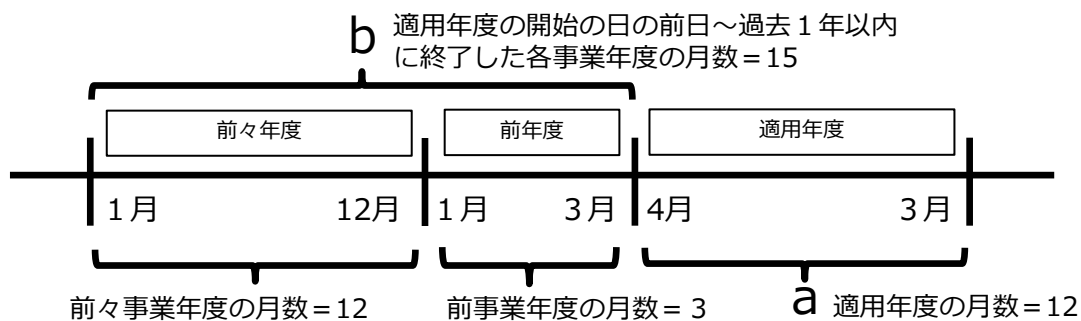 b 適用年度の開始の日の前日～過去１年以内
に終了した各事業年度の月数＝15
前々年度
前年度
適用年度
１月
12月
１月
３月
4月
３月
前々事業年度の月数＝12
前事業年度の月数＝３
a 適用年度の月数＝12